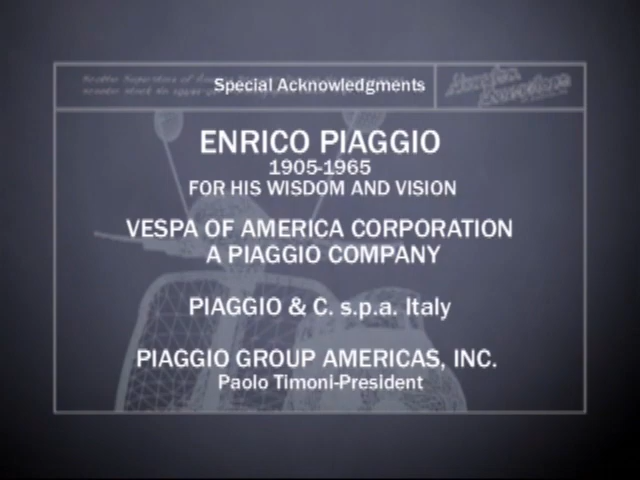 Special Acknowledgments
ENRICO PIAGGIO
1905-1965
FOR HIS WISDOM AND VISION
VESPA OF AMERICA CORPORATION
A PIAGGIO COMPANY
PIAGGIO & C. s.p.a. Italy
PIAGGIO GROUP AMERICAS, INC.
Paolo Timoni-President